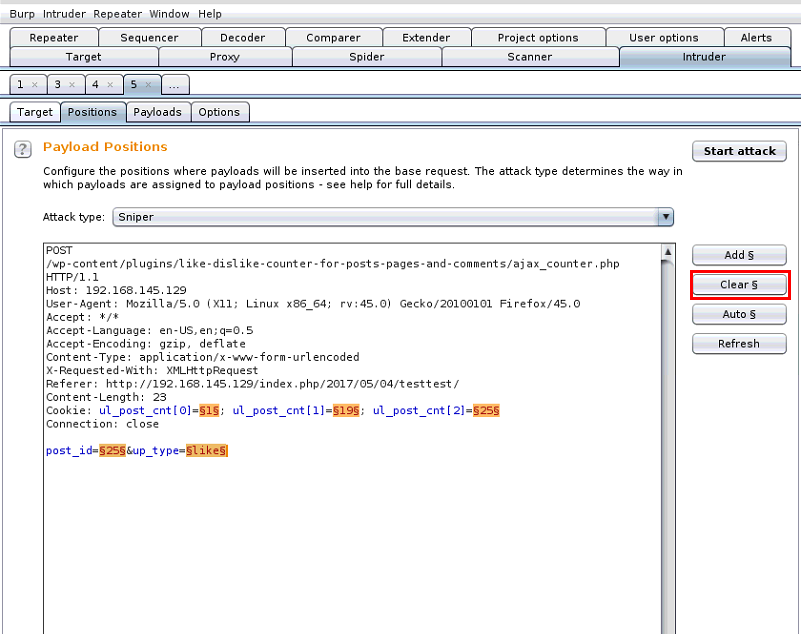 Burp Intruder Repeater Window Help
Repeater Sequencer Decoder Comparer Extender Project options User options Alerts
Target Proxy Spider Scanner Intruder
1 × 3 × 4 × 5 × ...
Target Positions Payloads Options
? Payload Positions
Start attack
Configure the positions where payloads will be inserted into the base request. The attack type determines the way in
which payloads are assigned to payload positions - see help for full details.
Attack type: Sniper
POST
/wp-content/plugins/like-dislike-counter-for-posts-pages-and-comments/ajax_counter.php
HTTP/1.1
Host: 192.168.145.129
User-Agent: Mozilla/5.0 (X11; Linux x86_64; rv:45.0) Gecko/20100101 Firefox/45.0
Accept: */*
Accept-Language: en-US,en;q=0.5
Accept-Encoding: gzip, deflate
Content-Type: application/x-www-form-urlencoded
X-Requested-With: XMLHttpRequest
Referer: http://192.168.145.129/index.php/2017/05/04/testtest/
Content-Length: 23
Cookie: ul_post_cnt[0]=§1§; ul_post_cnt[1]=§19§; ul_post_cnt[2]=§25§
Connection: close
post_id=§25§&up_type=§like§
Add §
Clear §
Auto §
Refresh